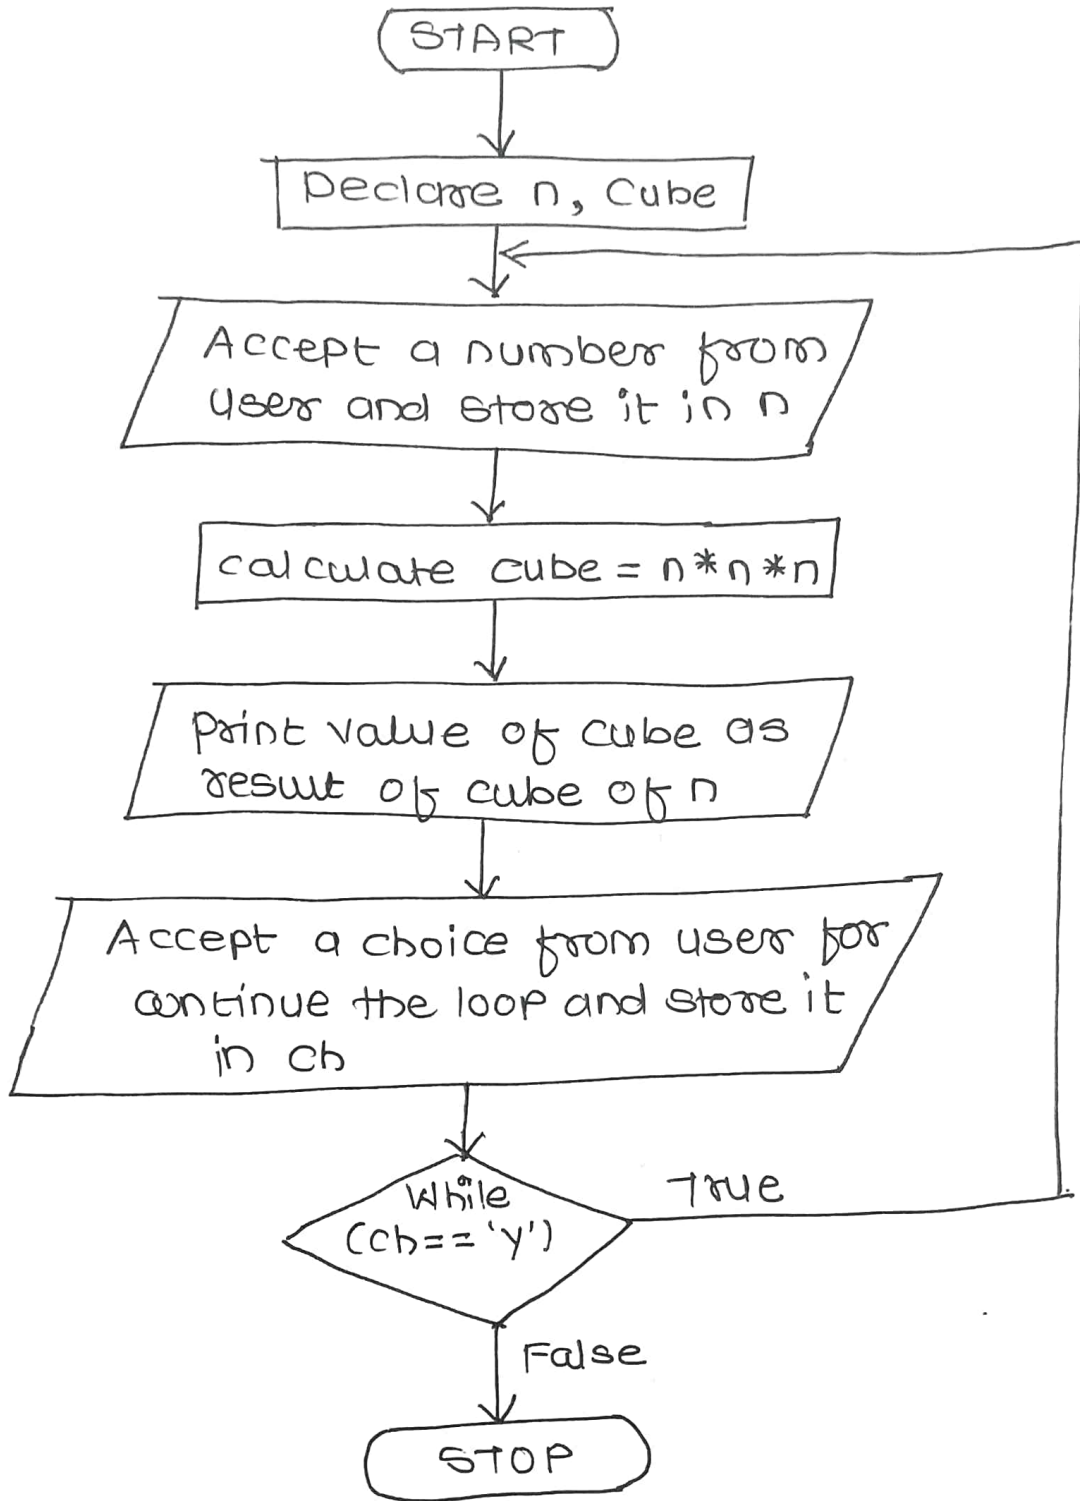 START
Declare n, Cube
Accept a number from
user and store it in n
calculate cube = n*n*n
print value of cube as
result of cube of n
Accept a choice from user for
continue the loop and store it
in ch
While
(ch=='y')
True
False
STOP